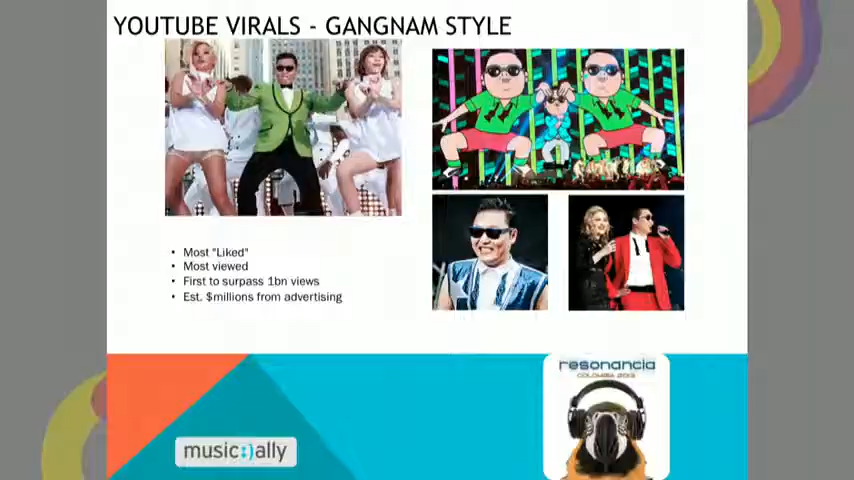 YOUTUBE VIRALS - GANGNAM STYLE
• Most "Liked"
• Most viewed
• First to surpass 1bn views
• Est. $millions from advertising
resonancia
COLOMBIA 2013
music:)ally